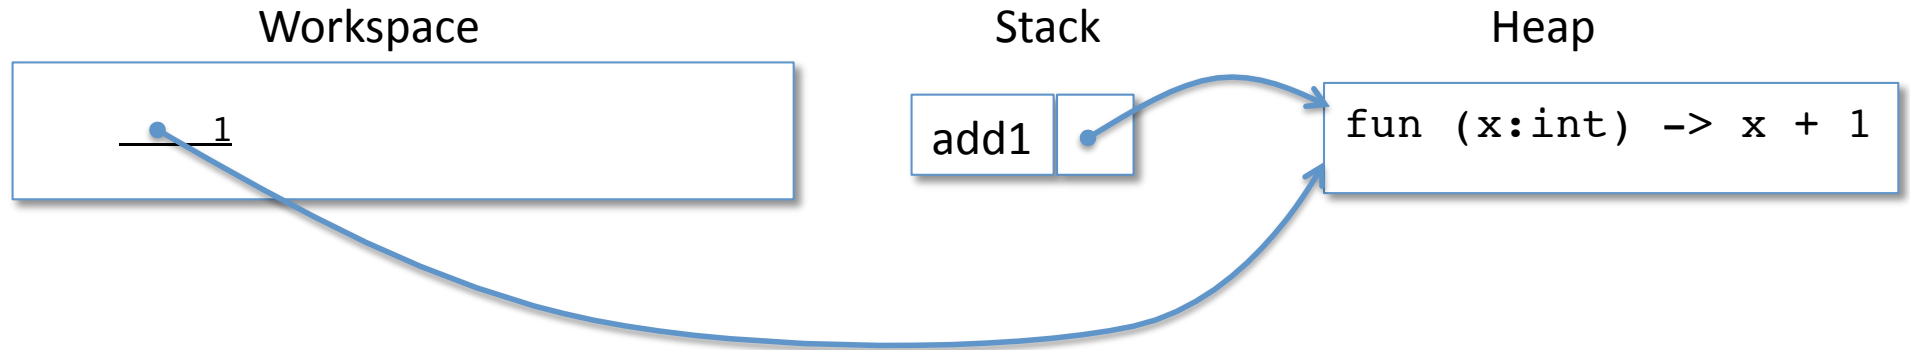 Workspace
Stack
Heap
1
add1
fun (x:int) -> x + 1